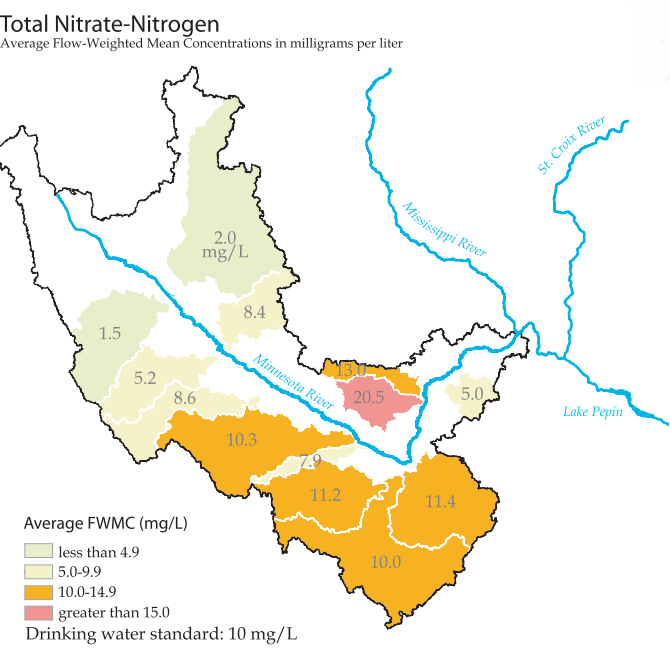 Total Nitrate-Nitrogen
Average Flow-Weighted Mean Concentrations in milligrams per liter
St. Croix River
Mississippi River
2.0
mg/L
8.4
1.5
Minnesota River
13.0
5.2
20.5
5.0
8.6
Lake Pepin
10.3
7.9
11.2
11.4
10.0
Average FWMC (mg/L)
less than 4.9
5.0-9.9
10.0-14.9
greater than 15.0
Drinking water standard: 10 mg/L